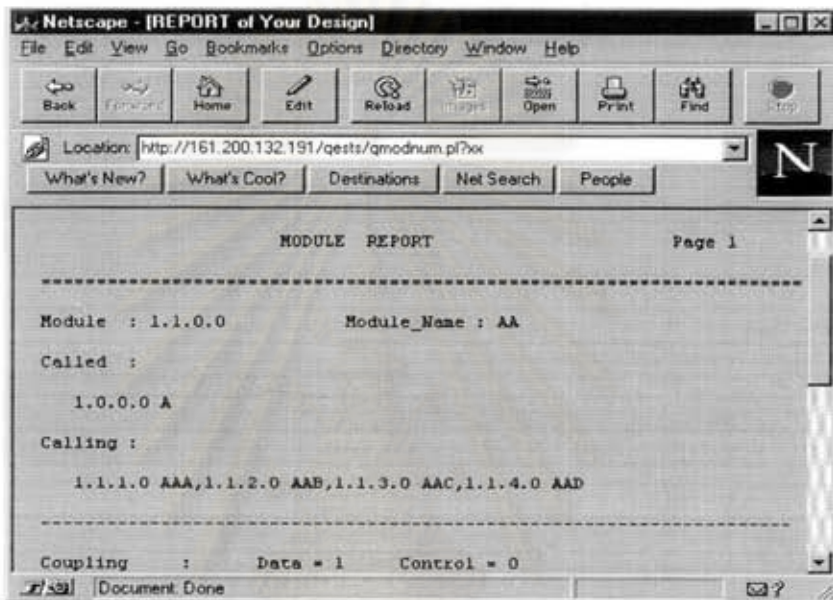 Netscape - [REPORT of Your Design]
File Edit View Go Bookmarks Options Directory Window Help
Back Forward Home Edit Reload Images Open Print Find Stop
Location: http://161.200.132.191/qests/qmodnum.pl?xx
N
What's New? What's Cool? Destinations Net Search People
MODULE REPORT Page 1
Module : 1.1.0.0 Module_Name : AA
Called :
1.0.0.0 A
Calling :
1.1.1.0 AAA,1.1.2.0 AAB,1.1.3.0 AAC,1.1.4.0 AAD
Coupling : Data = 1 Control = 0
Document: Done